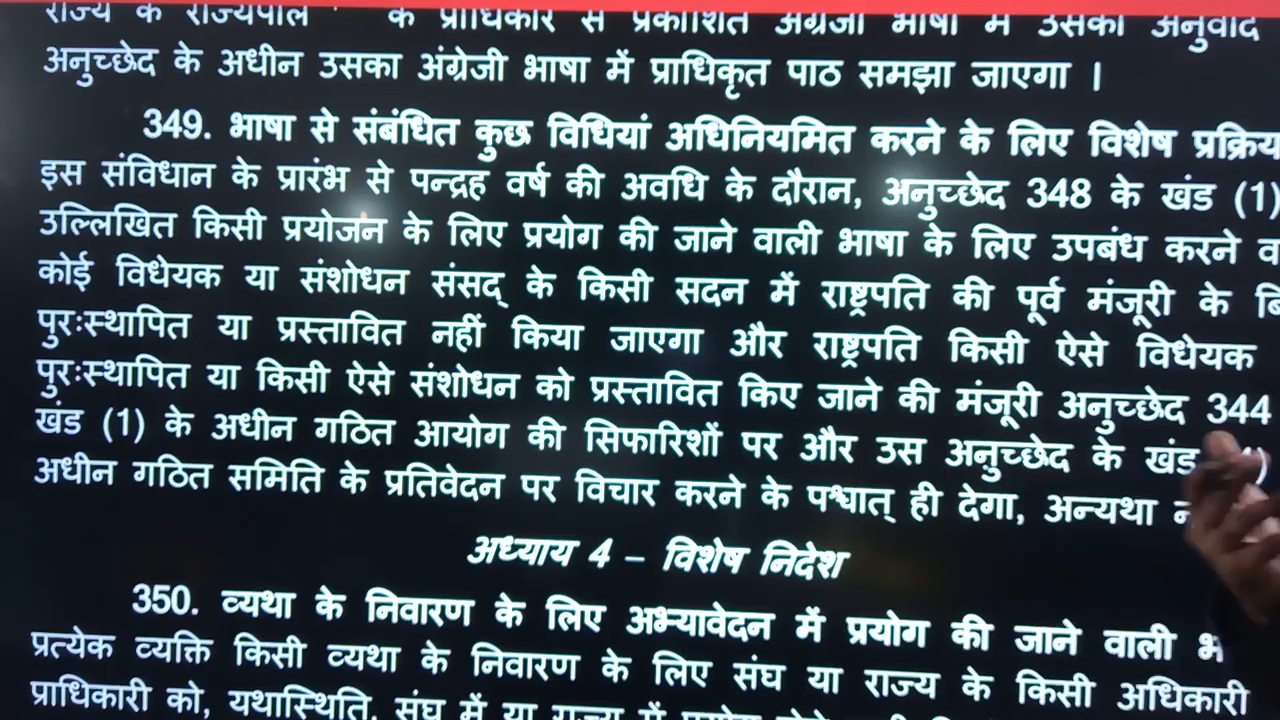 राज्य के राज्यपाल के प्राधिकार से प्रकाशित अंग्रेजी भाषा में उसका अनुवाद
अनुच्छेद के अधीन उसका अंग्रेजी भाषा में प्राधिकृत पाठ समझा जाएगा ।
349. भाषा से संबंधित कुछ विधियां अधिनियमित करने के लिए विशेष प्रक्रिय
इस संविधान के प्रारंभ से पन्द्रह वर्ष की अवधि के दौरान, अनुच्छेद 348 के खंड (1)
उल्लिखित किसी प्रयोजन के लिए प्रयोग की जाने वाली भाषा के लिए उपबंध करने व
कोई विधेयक या संशोधन संसद् के किसी सदन में राष्ट्रपति की पूर्व मंजूरी के बि
पुरःस्थापित या प्रस्तावित नहीं किया जाएगा और राष्ट्रपति किसी ऐसे विधेयक
पुरःस्थापित या किसी ऐसे संशोधन को प्रस्तावित किए जाने की मंजूरी अनुच्छेद 344
खंड (1) के अधीन गठित आयोग की सिफारिशों पर और उस अनुच्छेद के खंड
अधीन गठित समिति के प्रतिवेदन पर विचार करने के पश्चात् ही देगा, अन्यथा न
अध्याय 4 – विशेष निदेश
350. व्यथा के निवारण के लिए अभ्यावेदन में प्रयोग की जाने वाली भ
प्रत्येक व्यक्ति किसी व्यथा के निवारण के लिए संघ या राज्य के किसी अधिकारी
प्राधिकारी को, यथास्थिति, संघ में या राज्य में